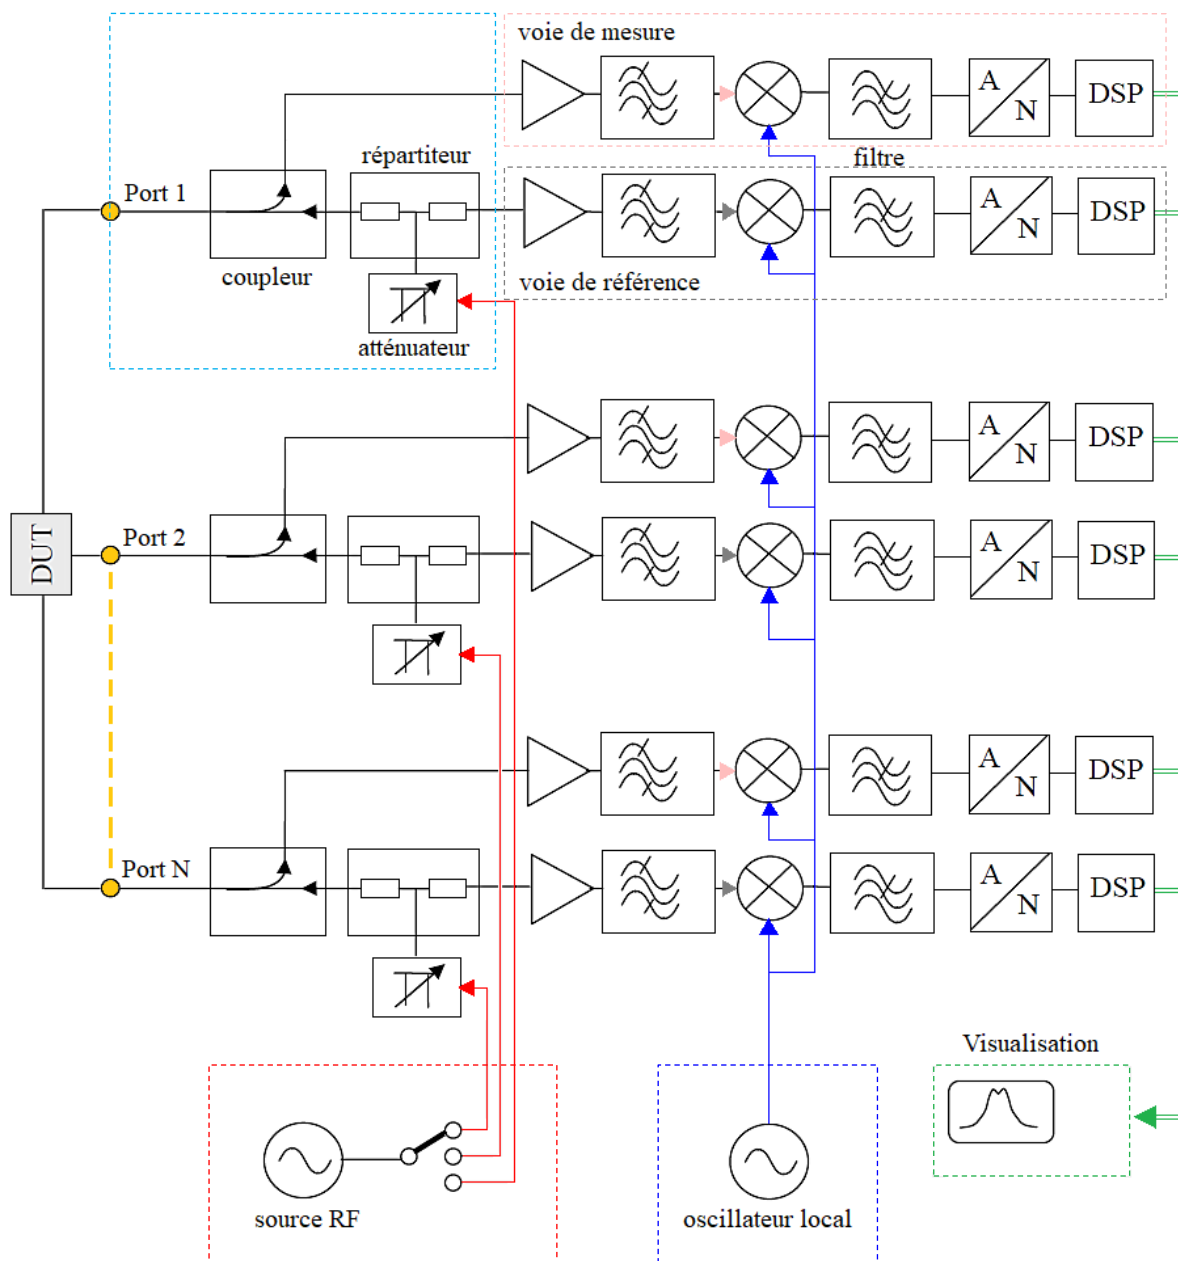 voie de mesure
A
N
DSP
répartiteur
filtre
Port 1
A
N
DSP
coupleur
voie de référence
atténuateur
A
N
DSP
DUT
Port 2
A
N
DSP
A
N
DSP
Port N
A
N
DSP
Visualisation
source RF
oscillateur local